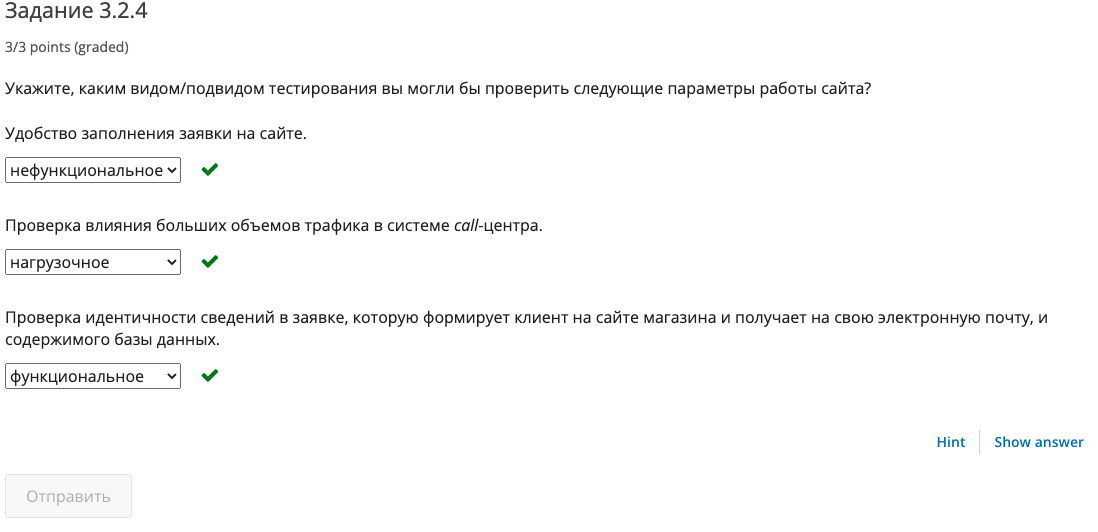 Задание 3.2.4
3/3 points (graded)
Укажите, каким видом/подвидом тестирования вы могли бы проверить следующие параметры работы сайта?
Удобство заполнения заявки на сайте.
нефункциональное
Проверка влияния больших объемов трафика в системе call-центра.
нагрузочное
Проверка идентичности сведений в заявке, которую формирует клиент на сайте магазина и получает на свою электронную почту, и
содержимого базы данных.
функциональное
Hint
Show answer
Отправить